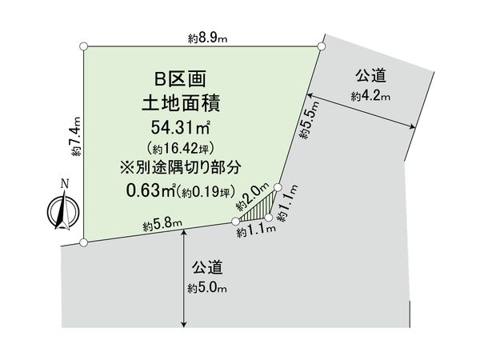 約8.9m
B区画
土地面積
54.31㎡
(約16.42坪)
※別途隅切り部分
0.63㎡(約0.19坪)
約7.4m
約5.5m
公道
約4.2m
N
約2.0m
約1.1m
約1.1m
約5.8m
公道
約5.0m